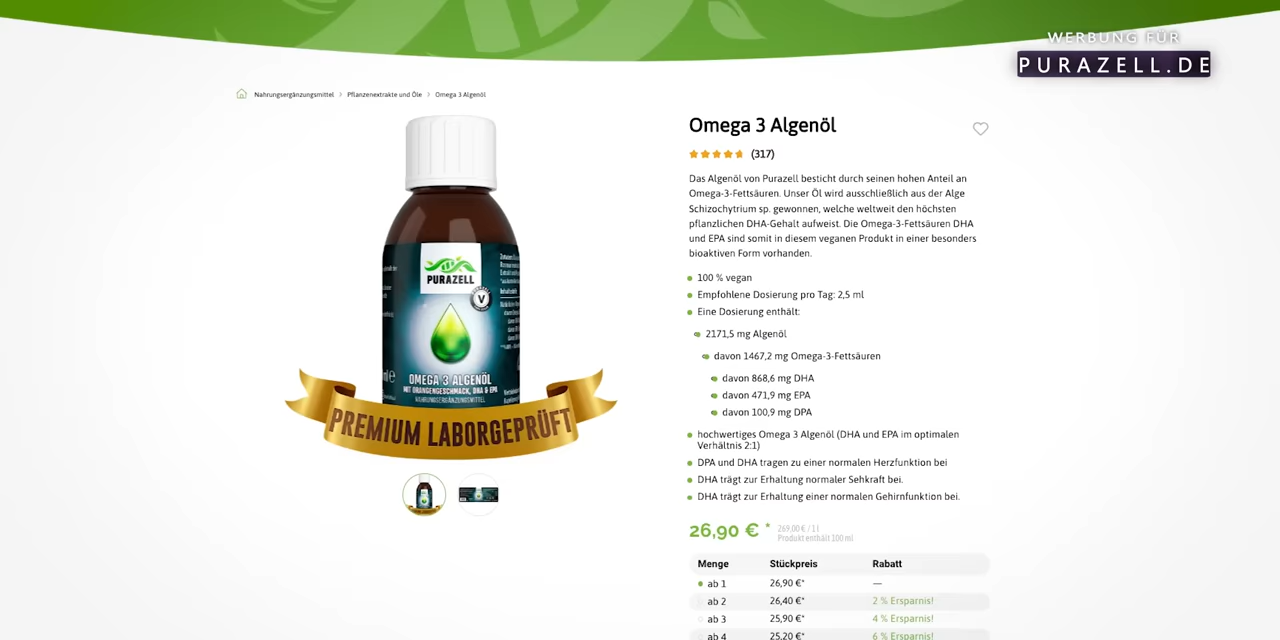 WERBUNG FÜR
PURAZELL.DE
Nahrungsergänzungsmittel > Pflanzenextrakte und Öle > Omega 3 Algenöl
Omega 3 Algenöl
(317)
Das Algenöl von Purazell besticht durch seinen hohen Anteil an
Omega-3-Fettsäuren. Unser Öl wird ausschließlich aus der Alge
Schizochytrium sp. gewonnen, welche weltweit den höchsten
pflanzlichen DHA-Gehalt aufweist. Die Omega-3-Fettsäuren DHA
und EPA sind somit in diesem veganen Produkt in einer besonders
bioaktiven Form vorhanden.
100 % vegan
Empfohlene Dosierung pro Tag: 2,5 ml
Eine Dosierung enthält:
2171,5 mg Algenöl
davon 1467,2 mg Omega-3-Fettsäuren
davon 868,6 mg DHA
davon 471,9 mg EPA
davon 100,9 mg DPA
hochwertiges Omega 3 Algenöl (DHA und EPA im optimalen
Verhältnis 2:1)
DPA und DHA tragen zu einer normalen Herzfunktion bei
DHA trägt zur Erhaltung normaler Sehkraft bei.
DHA trägt zur Erhaltung einer normalen Gehirnfunktion bei.
26,90 € *
269,00 € / 1 l
Produkt enthält 100 ml
Menge Stückpreis Rabatt
ab 1 26,90 €* —
ab 2 26,40 €* 2 % Ersparnis!
ab 3 25,90 €* 4 % Ersparnis!
ab 4 25,20 €* 6 % Ersparnis!
PURAZELL
V
OMEGA 3 ALGENÖL
MIT ORANGENGESCHMACK, DHA & EPA
NAHRUNGSERGÄNZUNGSMITTEL
PREMIUM LABORGEPRÜFT